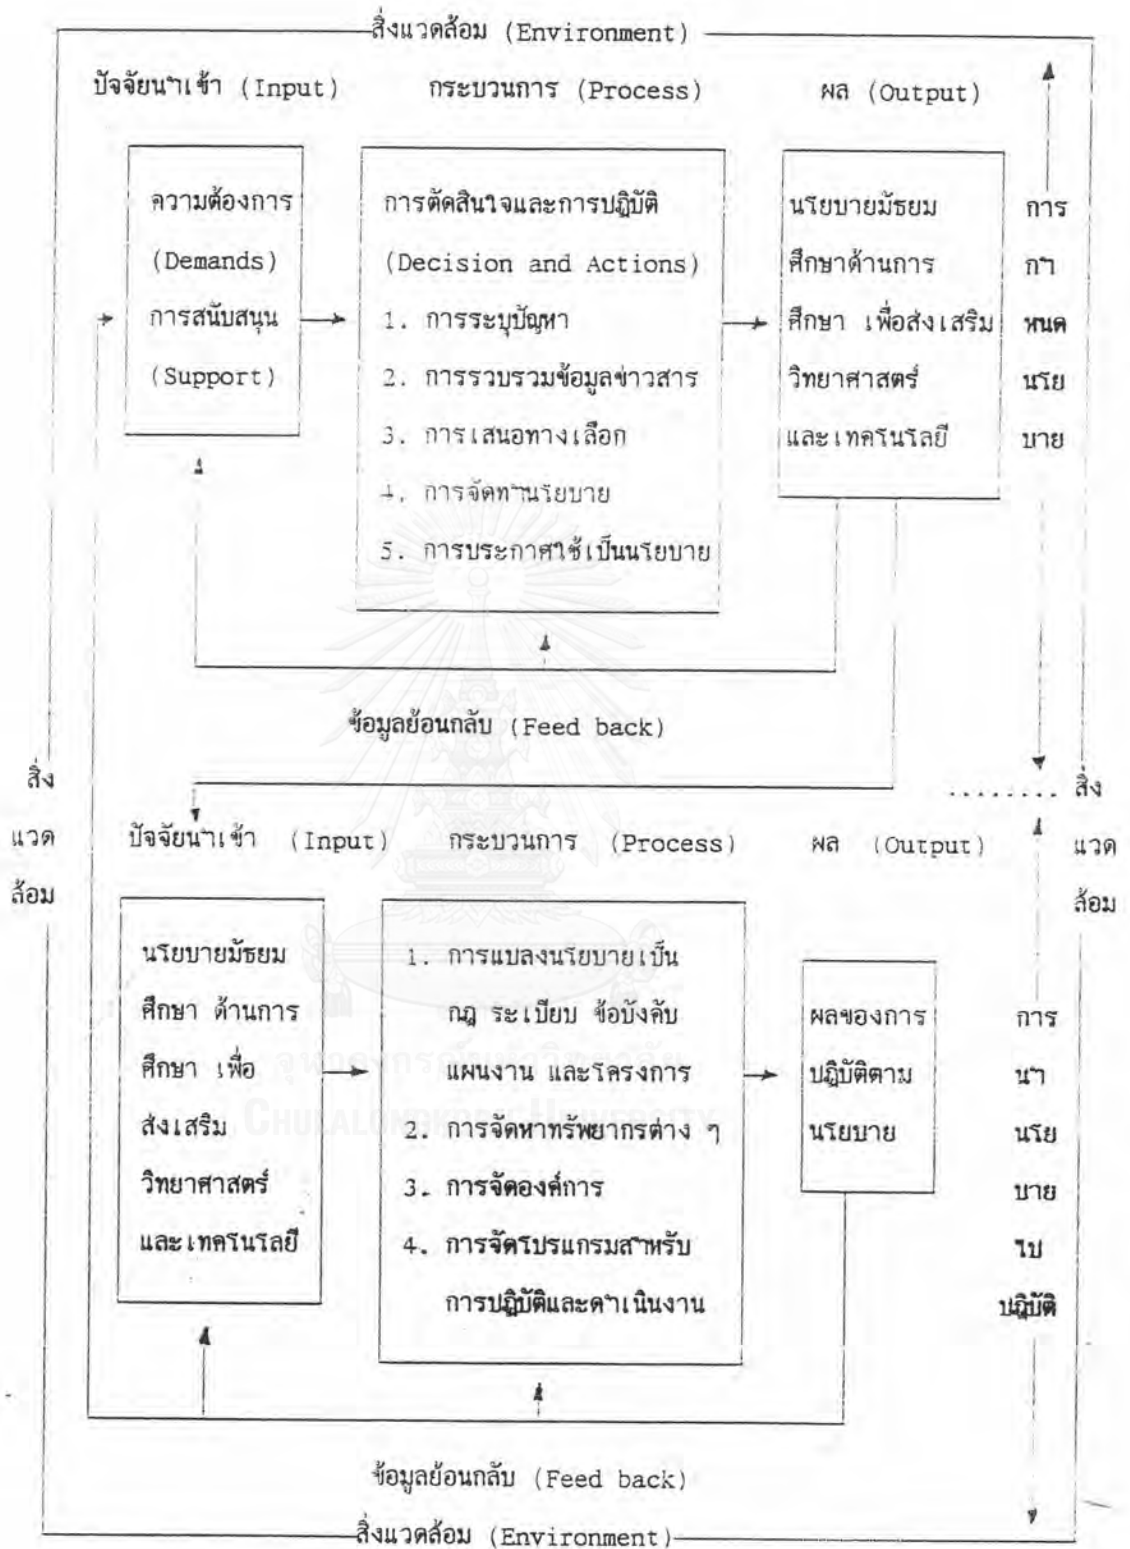 สิ่งแวดล้อม (Environment)
ปัจจัยนำเข้า (Input)
กระบวนการ (Process)
ผล (Output)
ความต้องการ
(Demands)
การสนับสนุน
(Support)
การตัดสินใจและการปฏิบัติ
(Decision and Actions)
1. การระบุปัญหา
2. การรวบรวมข้อมูลข่าวสาร
3. การเสนอทางเลือก
4. การจัดทำนโยบาย
5. การประกาศใช้เป็นนโยบาย
นโยบายมัธยม
ศึกษาด้านการ
ศึกษา เพื่อส่งเสริม
วิทยาศาสตร์
และเทคโนโลยี
การ
กำ
หนด
นโย
บาย
ข้อมูลย้อนกลับ (Feed back)
สิ่ง
แวด
ล้อม
........ สิ่ง
แวด
ล้อม
ปัจจัยนำเข้า (Input)
กระบวนการ (Process)
ผล (Output)
นโยบายมัธยม
ศึกษา ด้านการ
ศึกษา เพื่อ
ส่งเสริม
วิทยาศาสตร์
และเทคโนโลยี
1. การแปลงนโยบายเป็น
กฎ ระเบียบ ข้อบังคับ
แผนงาน และโครงการ
2. การจัดหาทรัพยากรต่าง ๆ
3. การจัดองค์การ
4. การจัดโปรแกรมสำหรับ
การปฏิบัติและดำเนินงาน
ผลของการ
ปฏิบัติตาม
นโยบาย
การ
นำ
นโย
บาย
ไป
ปฏิบัติ
จุฬาลงกรณ์มหาวิทยาลัย
CHULALONGKORN UNIVERSITY
ข้อมูลย้อนกลับ (Feed back)
สิ่งแวดล้อม (Environment)